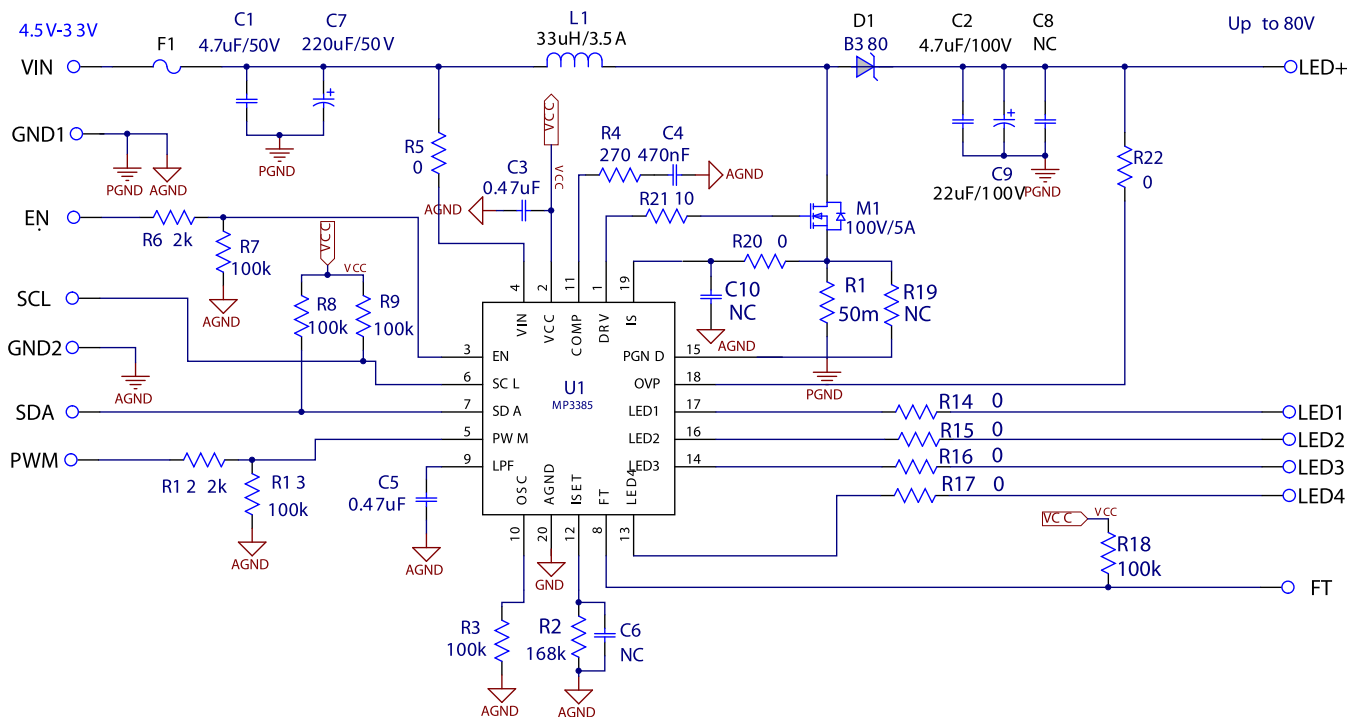 4.5V-33V
C1
4.7uF/50V
C7
220uF/50V
L1
33uH/3.5A
D1
B380
C2
4.7uF/100V
C8
NC
Up to 80V
VIN
F1
LED+
GND1
PGND
AGND
PGND
R5
0
VCC
VCC
C3
0.47uF
AGND
R4
270
C4
470nF
AGND
R21 10
C9
22uF/100V
PGND
R22
0
EN
R6 2k
R7
100k
AGND
VCC
VCC
M1
100V/5A
R20 0
C10
NC
AGND
R1
50m
R19
NC
PGND
SCL
R8
100k
R9
100k
GND2
AGND
SDA
PWM
R12 2k
R13
100k
AGND
C5
0.47uF
AGND
4
2
11
1
19
VIN
VCC
COMP
DRV
IS
3
EN
6
SCL
7
SDA
5
PWM
9
LPF
U1
MP3385
PGND
15
OVP
18
LED1
17
LED2
16
LED3
14
OSC
AGND
ISET
FT
LED4
10
20
12
8
13
GND
R14 0
LED1
R15 0
LED2
R16 0
LED3
R17 0
LED4
VCC
VCC
R18
100k
FT
R3
100k
AGND
R2
168k
C6
NC
AGND